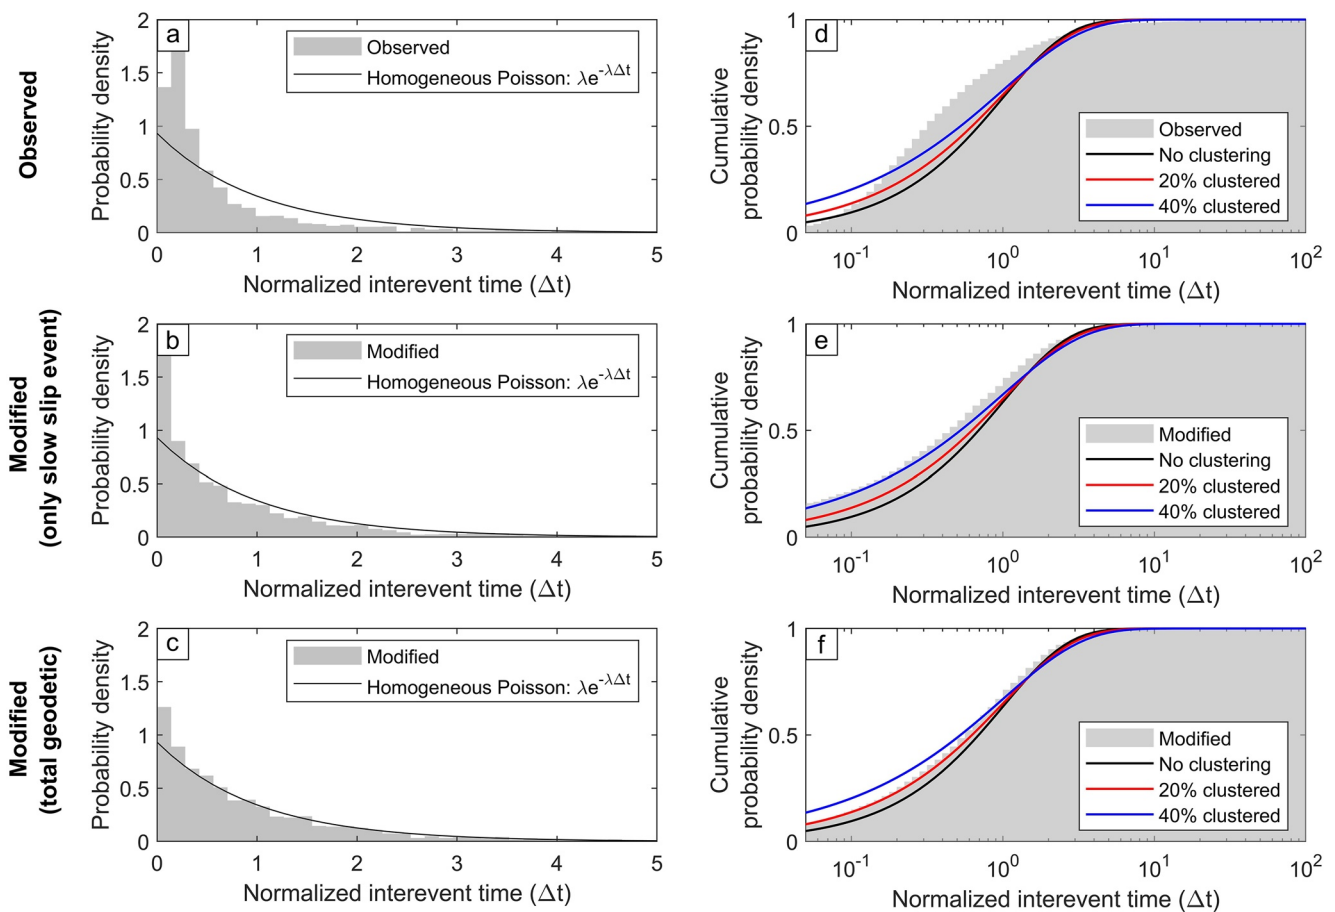 Observed
a
Probability density
2
1.5
1
0.5
0
Observed
Homogeneous Poisson: λe^-λΔt
0 1 2 3 4 5
Normalized interevent time (Δt)
d
Cumulative
probability density
1
0.5
0
Observed
No clustering
20% clustered
40% clustered
10^-1 10^0 10^1 10^2
Normalized interevent time (Δt)
Modified
(only slow slip event)
b
Probability density
2
1.5
1
0.5
0
Modified
Homogeneous Poisson: λe^-λΔt
0 1 2 3 4 5
Normalized interevent time (Δt)
e
Cumulative
probability density
1
0.5
0
Modified
No clustering
20% clustered
40% clustered
10^-1 10^0 10^1 10^2
Normalized interevent time (Δt)
Modified
(total geodetic)
c
Probability density
2
1.5
1
0.5
0
Modified
Homogeneous Poisson: λe^-λΔt
0 1 2 3 4 5
Normalized interevent time (Δt)
f
Cumulative
probability density
1
0.5
0
Modified
No clustering
20% clustered
40% clustered
10^-1 10^0 10^1 10^2
Normalized interevent time (Δt)